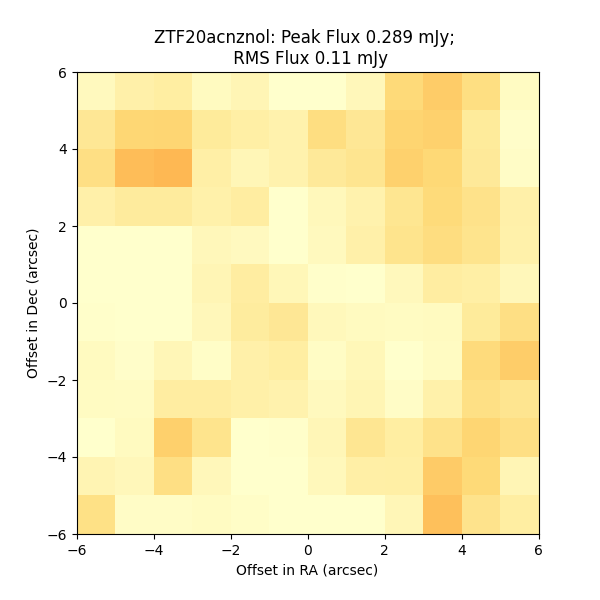 ZTF20acnznol: Peak Flux 0.289 mJy;
RMS Flux 0.11 mJy
6
4
2
0
−2
−4
−6
Offset in Dec (arcsec)
−6 −4 −2 0 2 4 6
Offset in RA (arcsec)